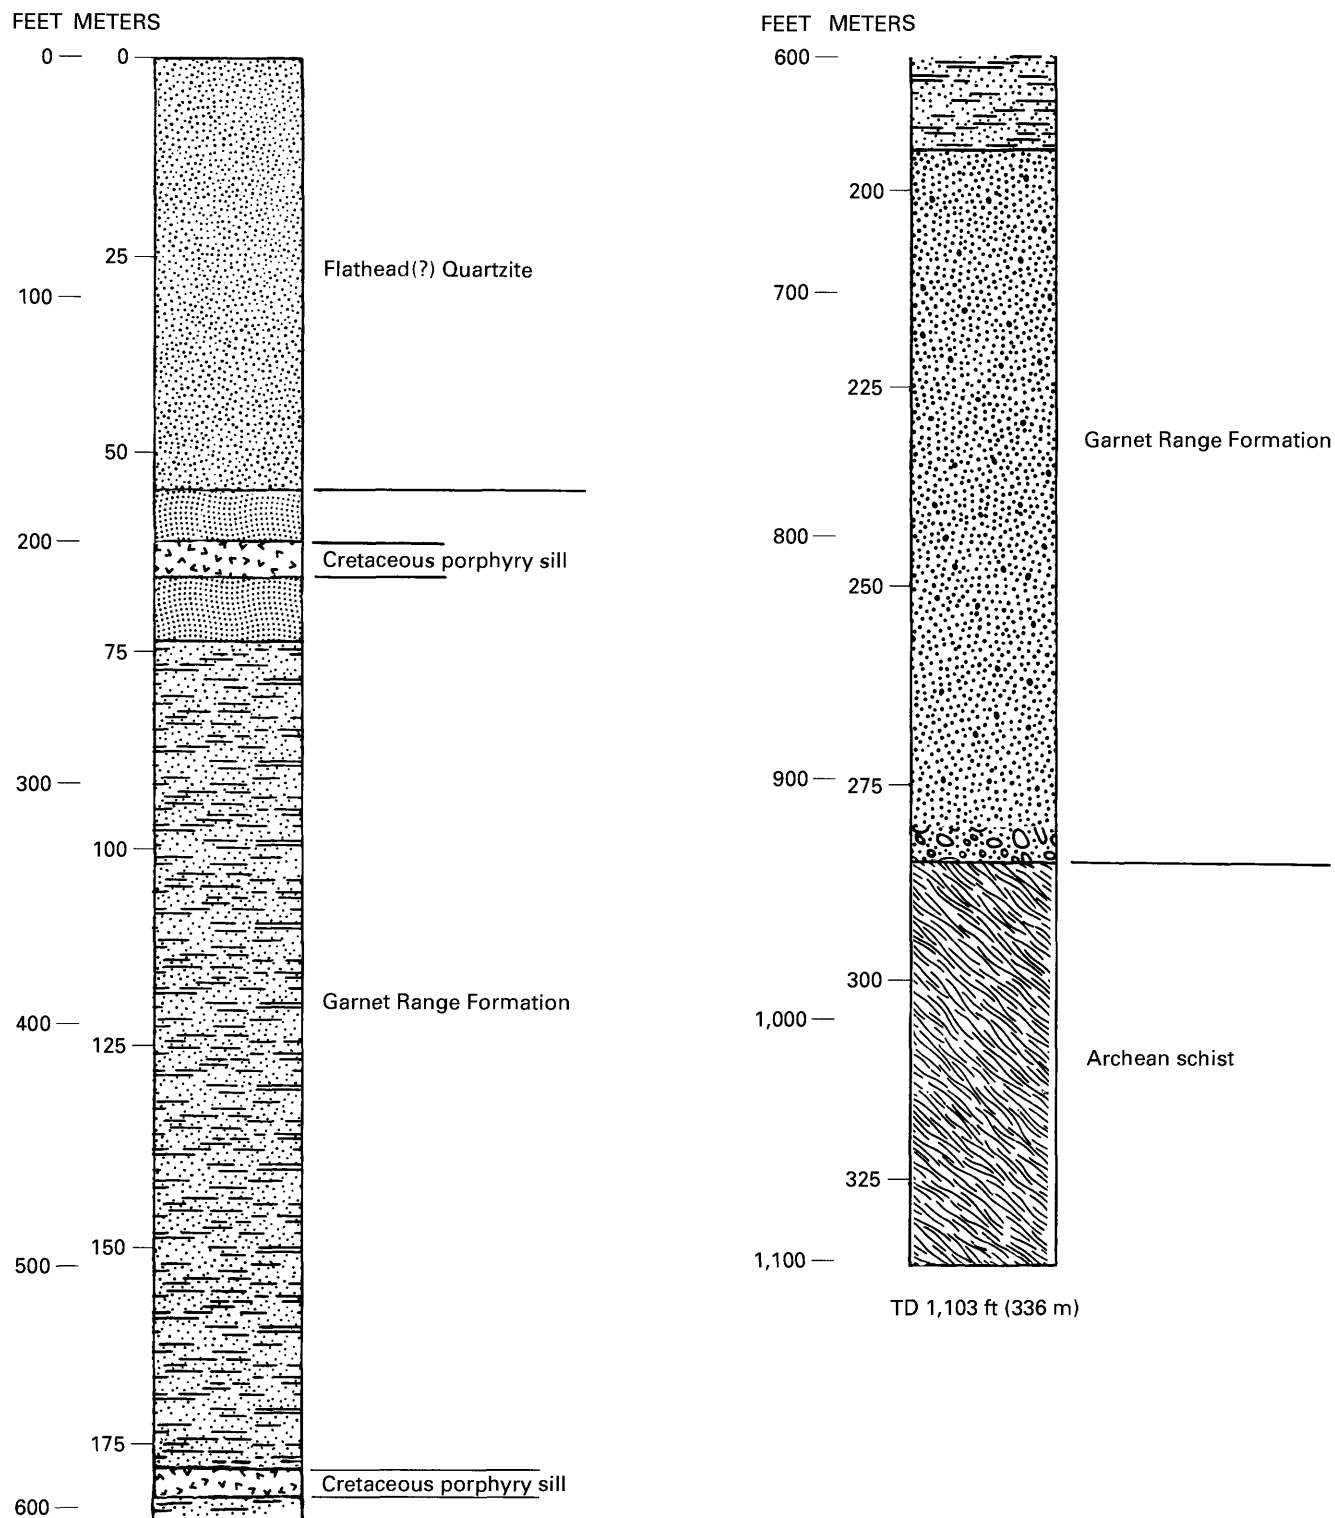 FEET METERS
0 0
25
Flathead(?) Quartzite
100
50
200
Cretaceous porphyry sill
75
300
100
Garnet Range Formation
400
125
150
500
175
Cretaceous porphyry sill
600
FEET METERS
600
200
700
225
Garnet Range Formation
800
250
900
275
300
1,000
Archean schist
325
1,100
TD 1,103 ft (336 m)